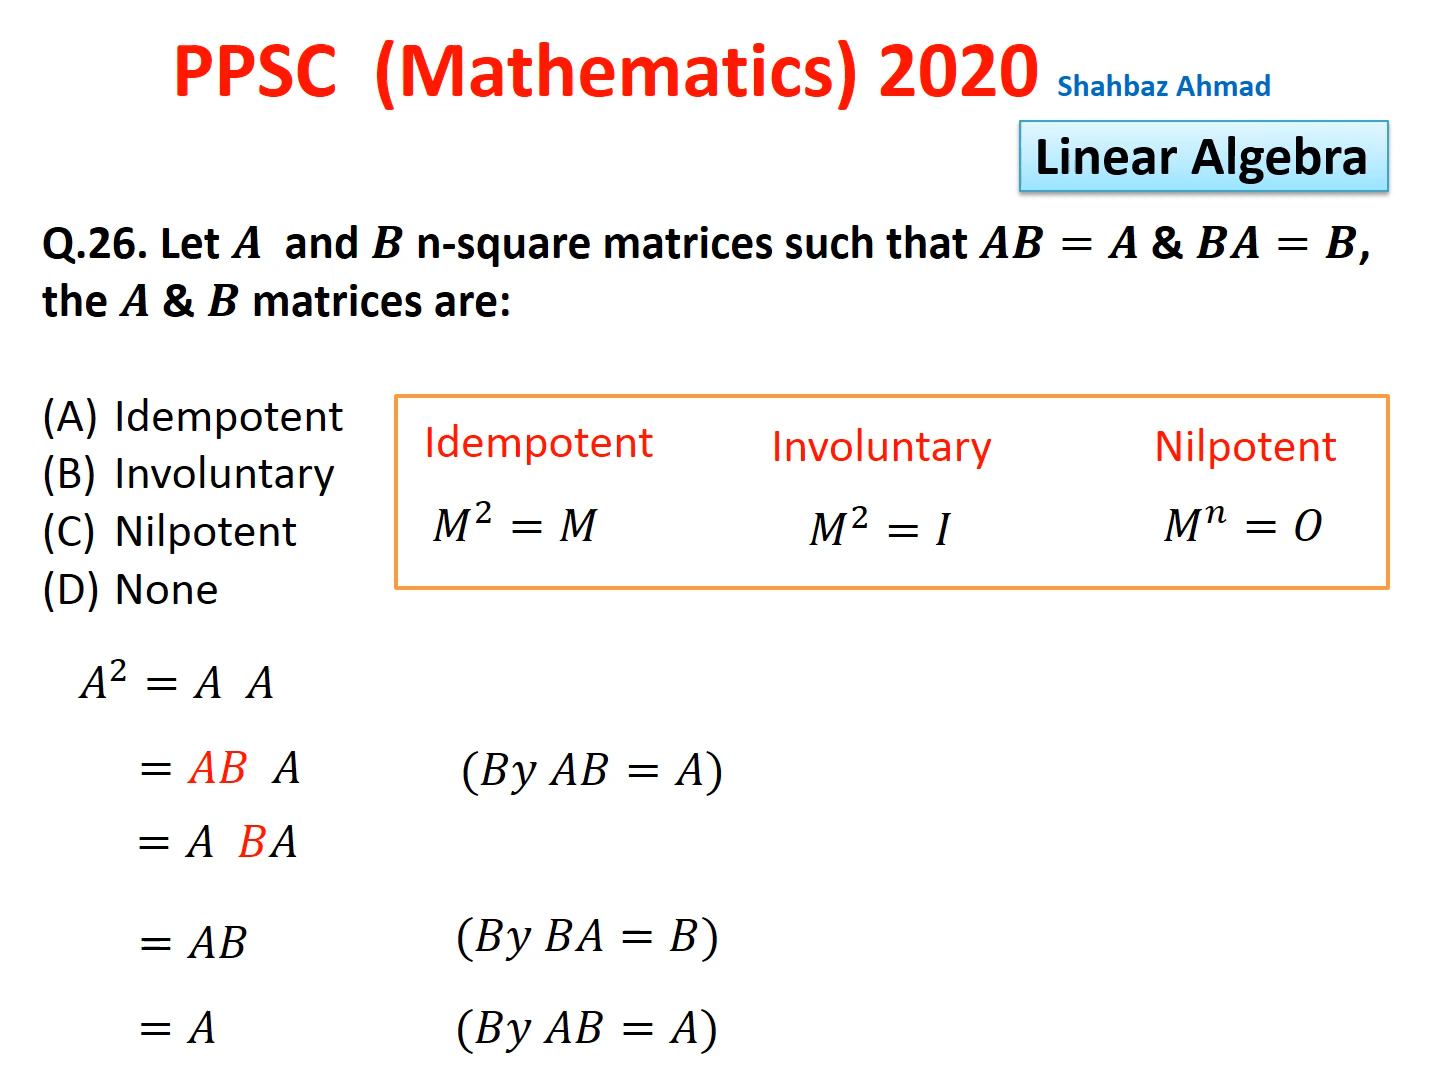 PPSC (Mathematics) 2020 Shahbaz Ahmad
Linear Algebra
Q.26. Let A and B n-square matrices such that AB = A & BA = B,
the A & B matrices are:
(A) Idempotent
(B) Involuntary
(C) Nilpotent
(D) None
Idempotent Involuntary Nilpotent
M² = M M² = I Mⁿ = O
A² = A A
= AB A (By AB = A)
= A BA
= AB (By BA = B)
= A (By AB = A)